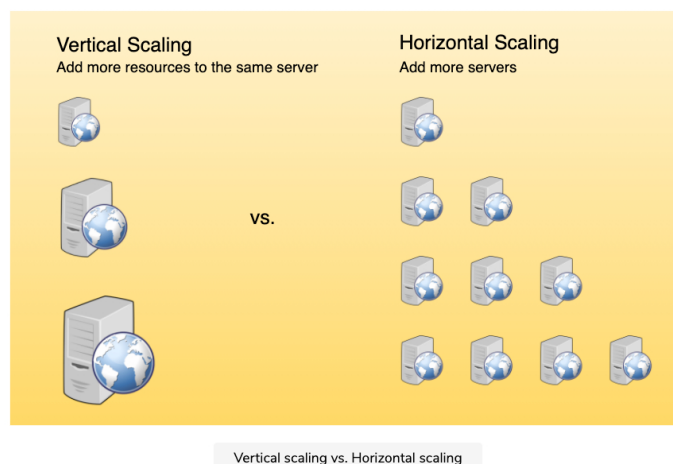 Vertical Scaling
Add more resources to the same server
Horizontal Scaling
Add more servers
vs.
Vertical scaling vs. Horizontal scaling